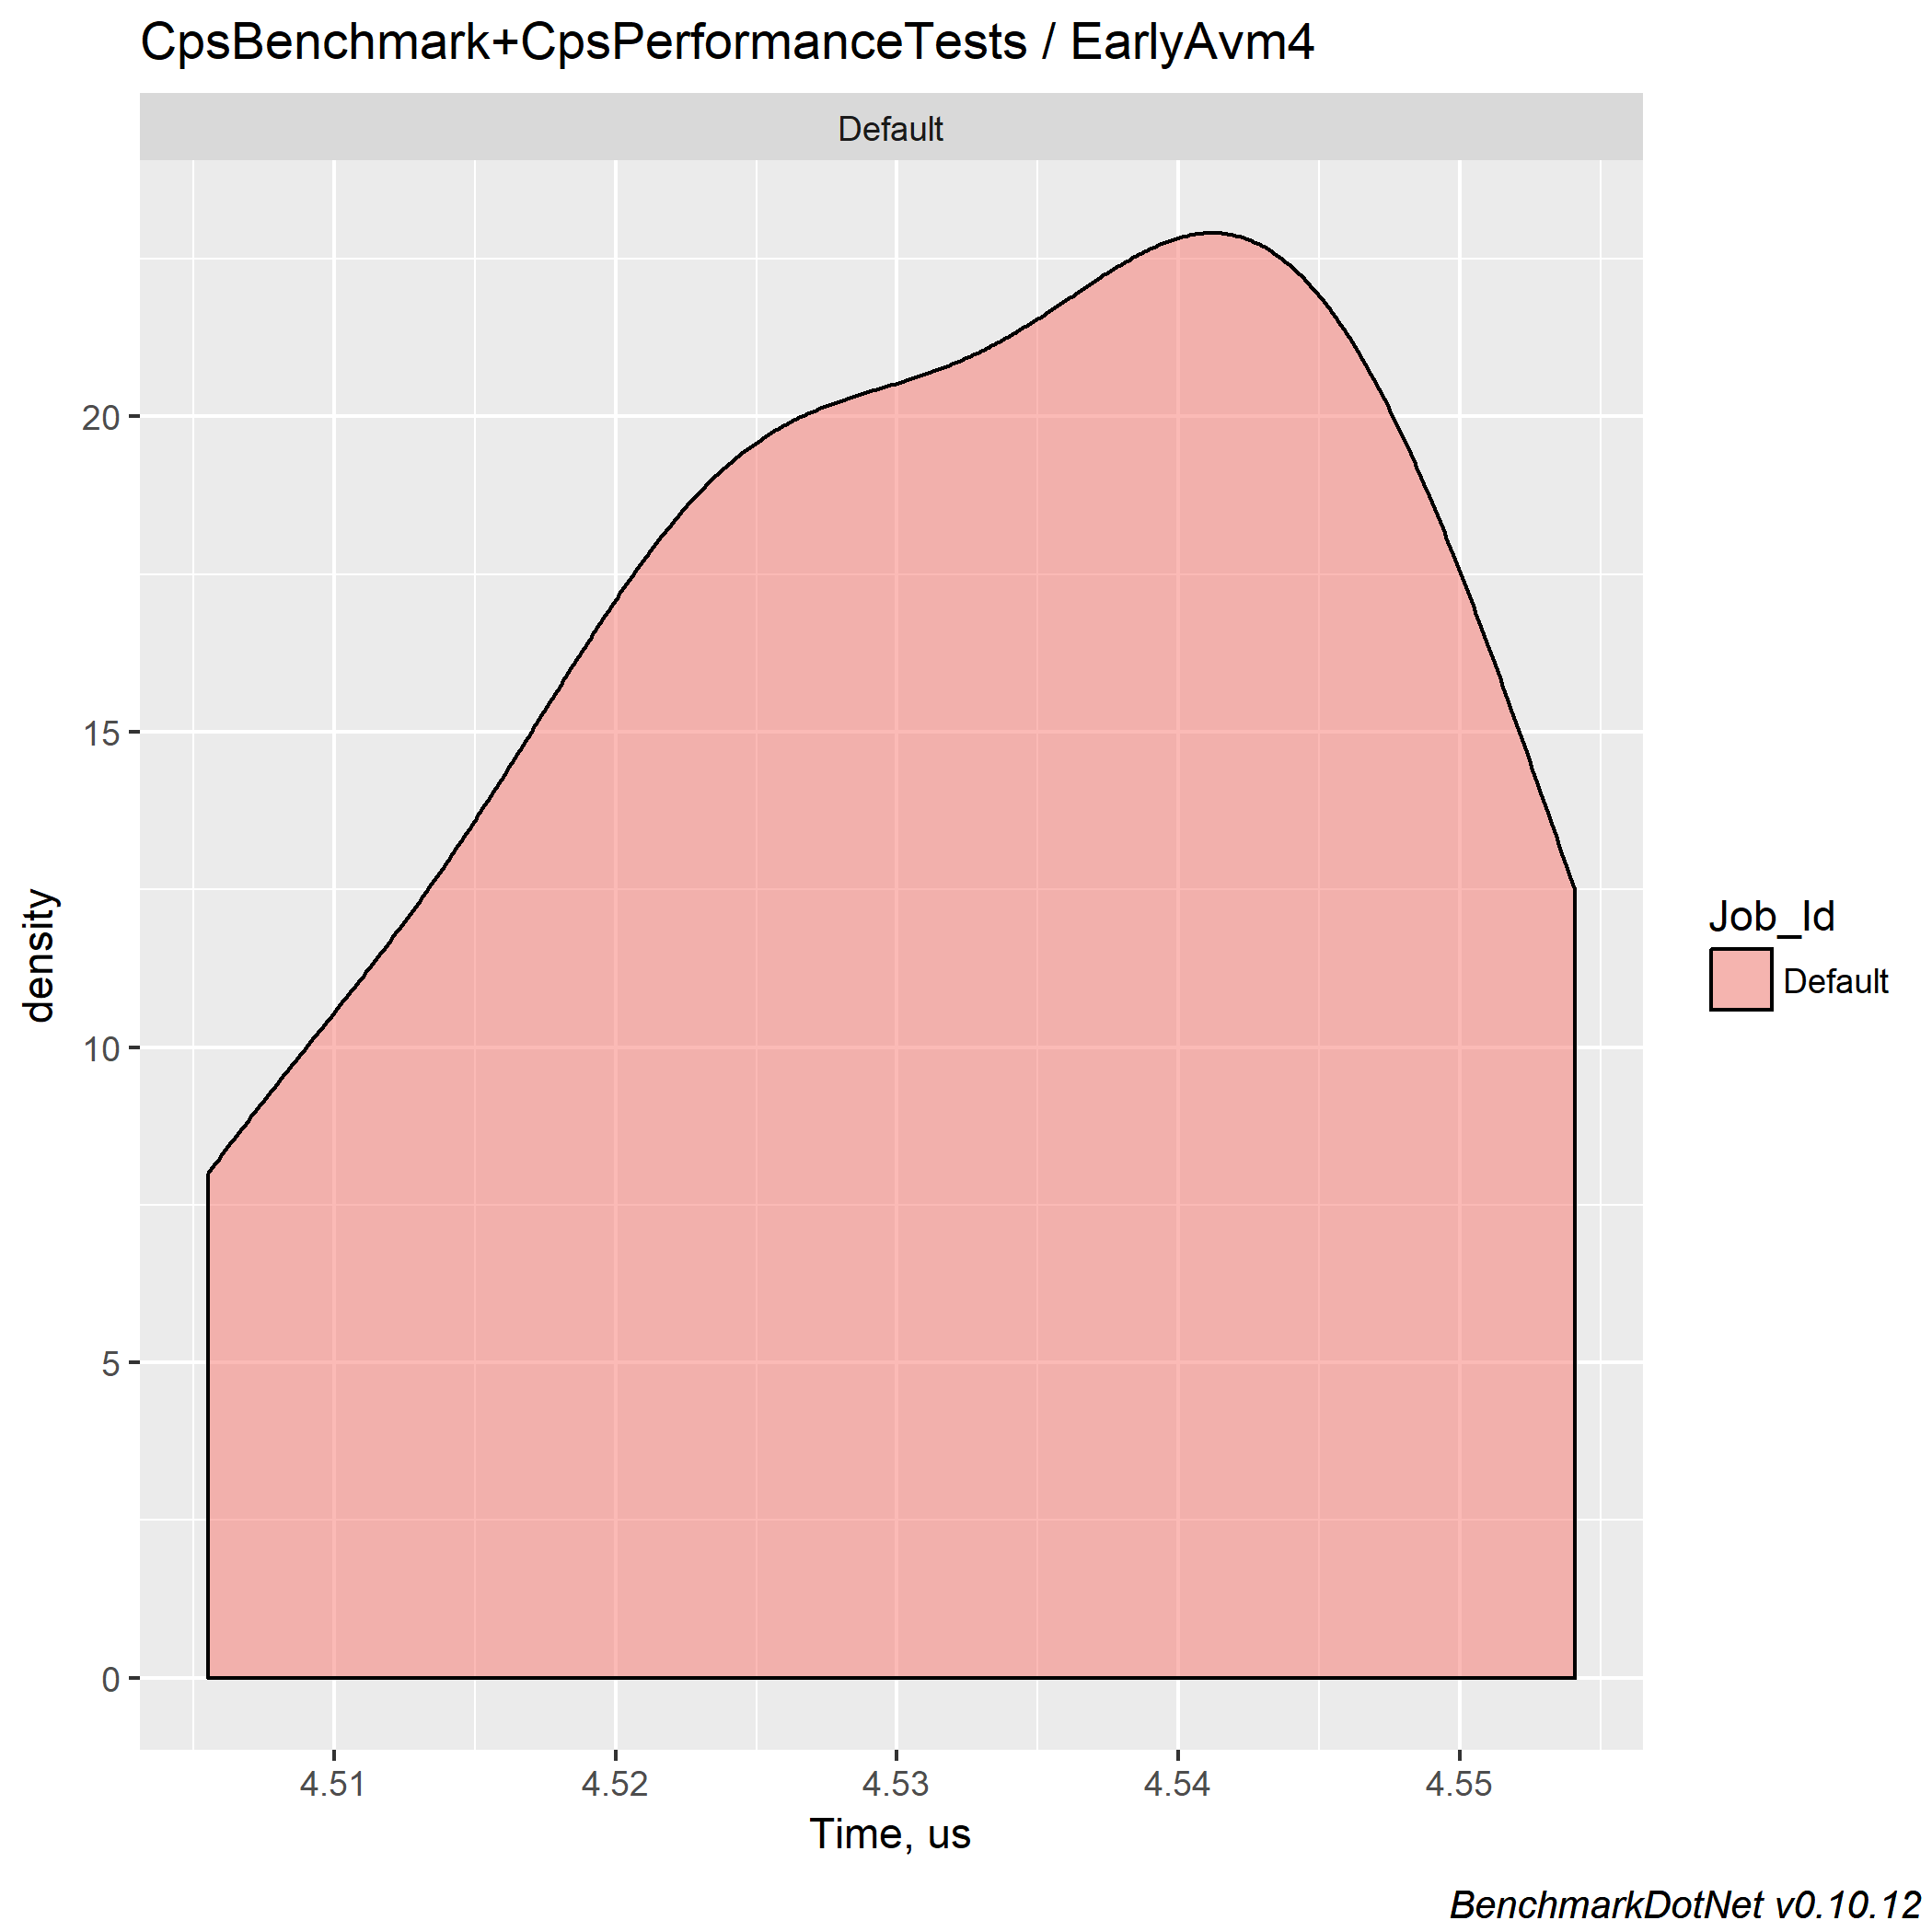 CpsBenchmark+CpsPerformanceTests / EarlyAvm4
Default
density
20
15
10
5
0
4.51 4.52 4.53 4.54 4.55
Time, us
Job_Id
Default
BenchmarkDotNet v0.10.12